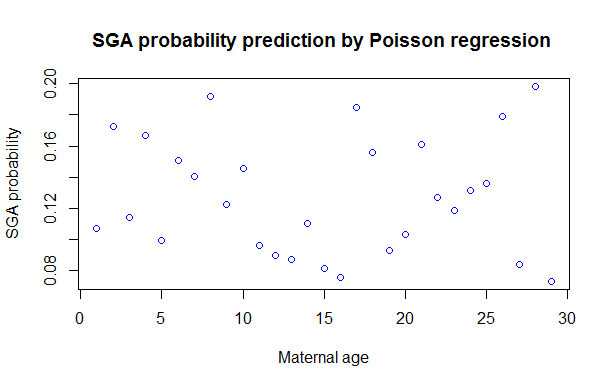 SGA probability prediction by Poisson regression
SGA probability
0.20
0.16
0.12
0.08
0 5 10 15 20 25 30
Maternal age